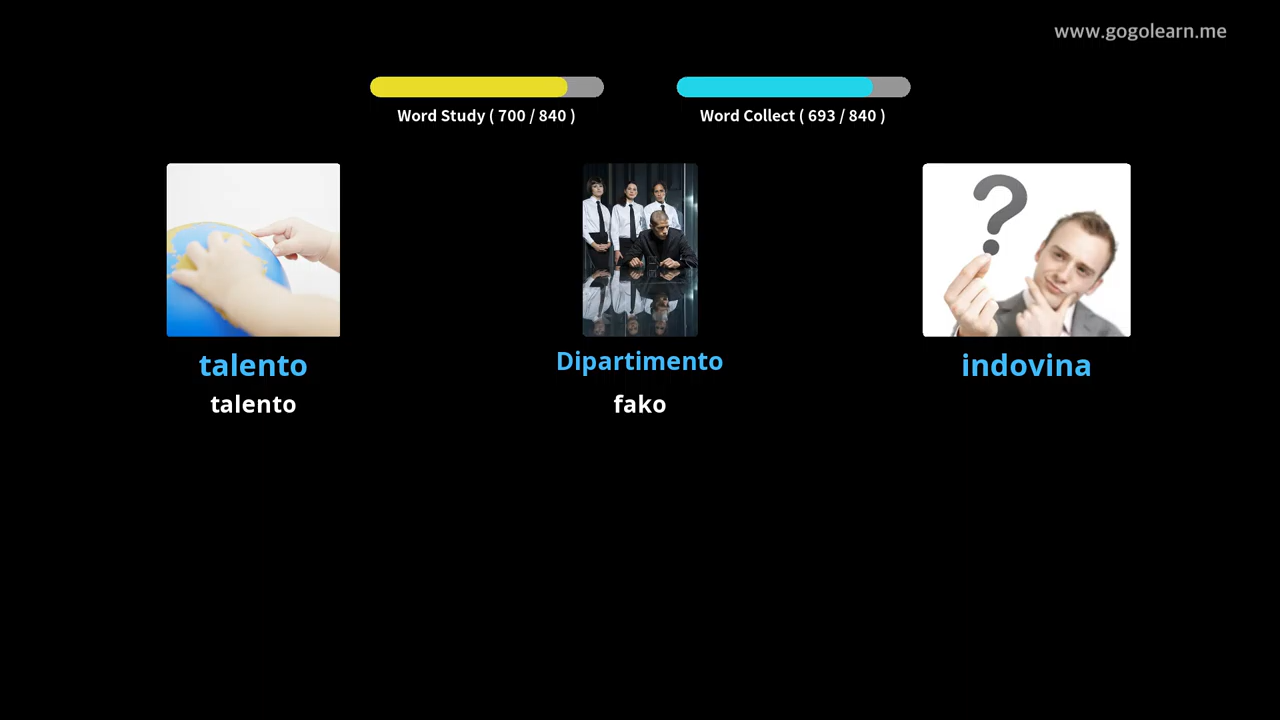 www.gogolearn.me
Word Study ( 700 / 840 )
Word Collect ( 693 / 840 )
talento
talento
Dipartimento
fako
indovina